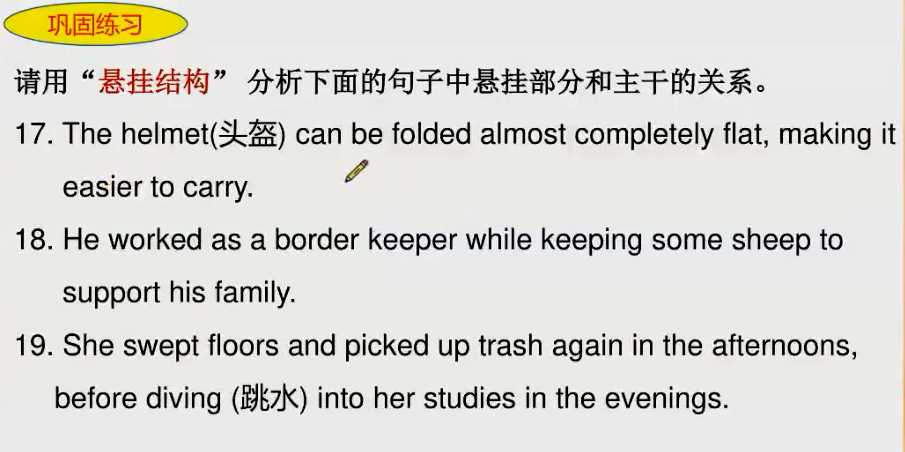 巩固练习
请用“悬挂结构” 分析下面的句子中悬挂部分和主干的关系。
17. The helmet(头盔) can be folded almost completely flat, making it
easier to carry.
18. He worked as a border keeper while keeping some sheep to
support his family.
19. She swept floors and picked up trash again in the afternoons,
before diving (跳水) into her studies in the evenings.